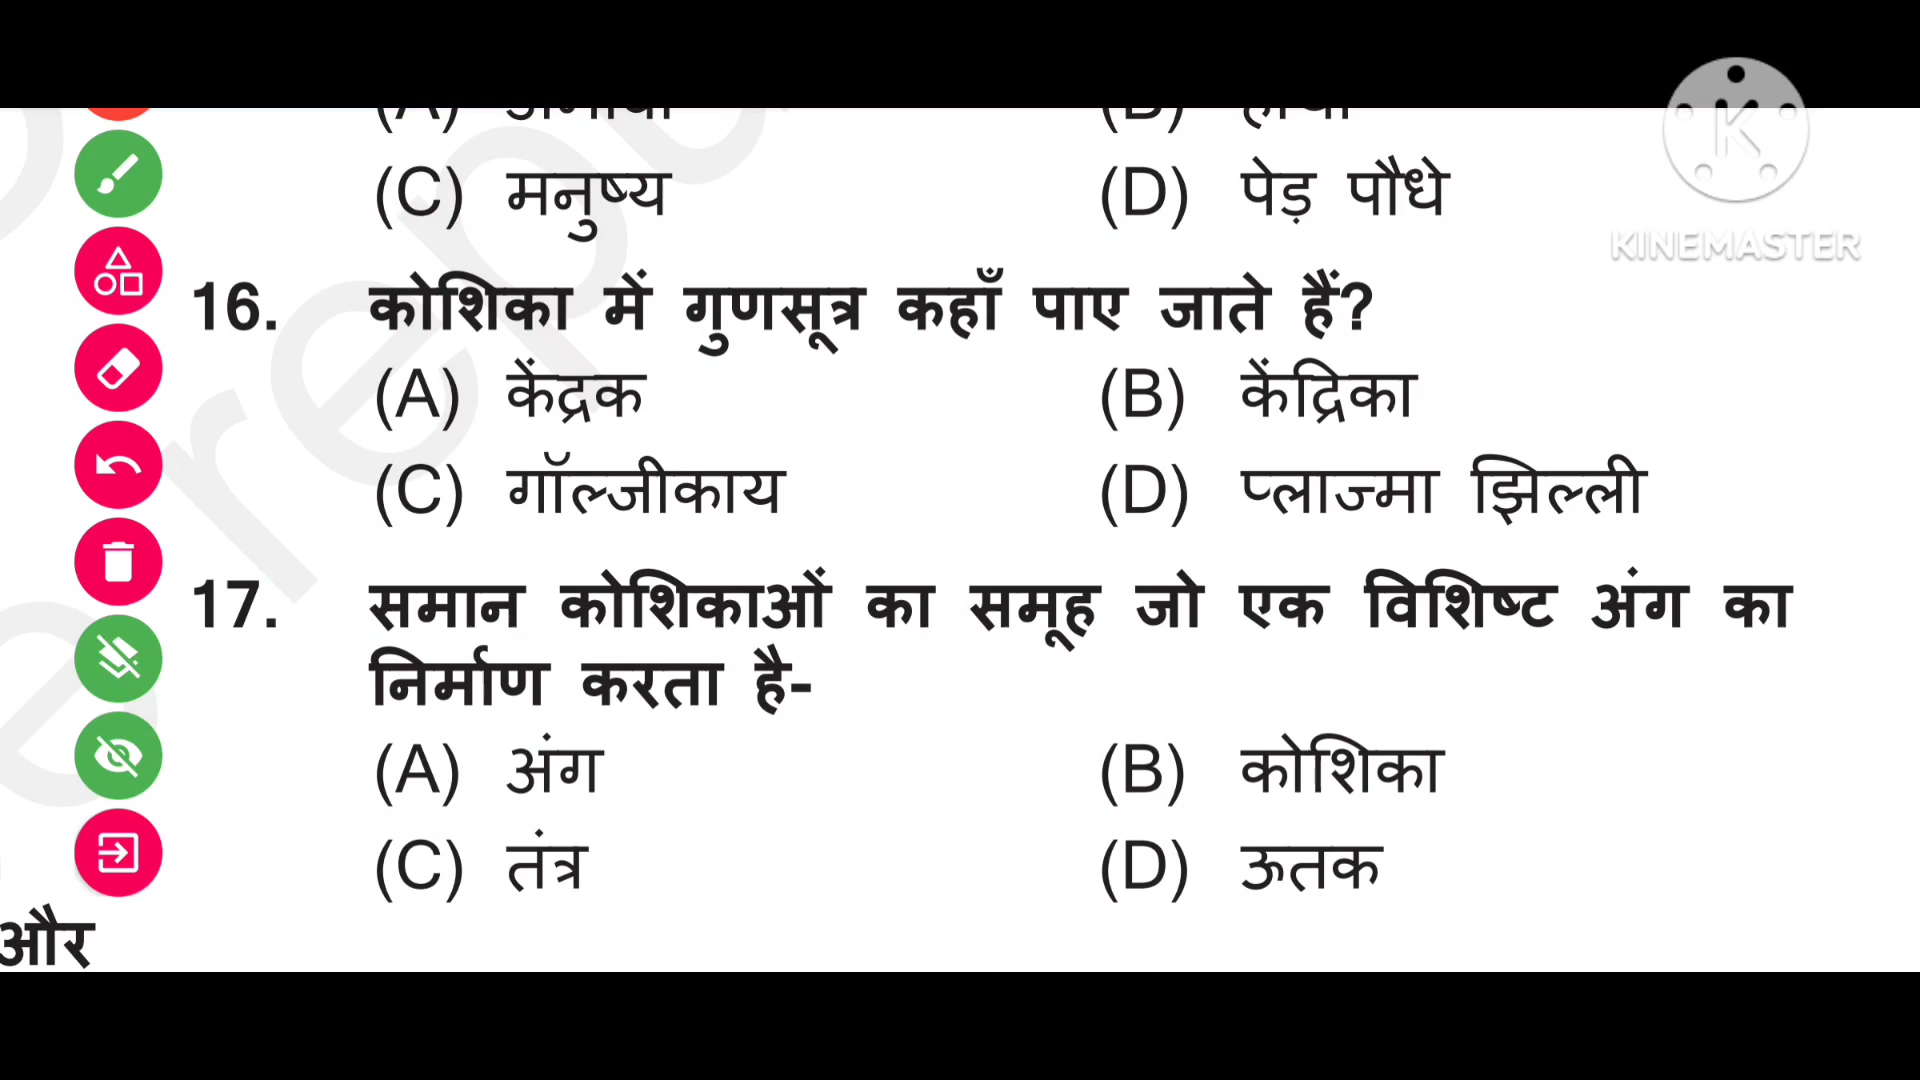 (C) मनुष्य (D) पेड़ पौधे
KINEMASTER
16. कोशिका में गुणसूत्र कहाँ पाए जाते हैं?
(A) केंद्रक (B) केंद्रिका
(C) गॉल्जीकाय (D) प्लाज्मा झिल्ली
17. समान कोशिकाओं का समूह जो एक विशिष्ट अंग का
निर्माण करता है-
(A) अंग (B) कोशिका
(C) तंत्र (D) ऊतक
और